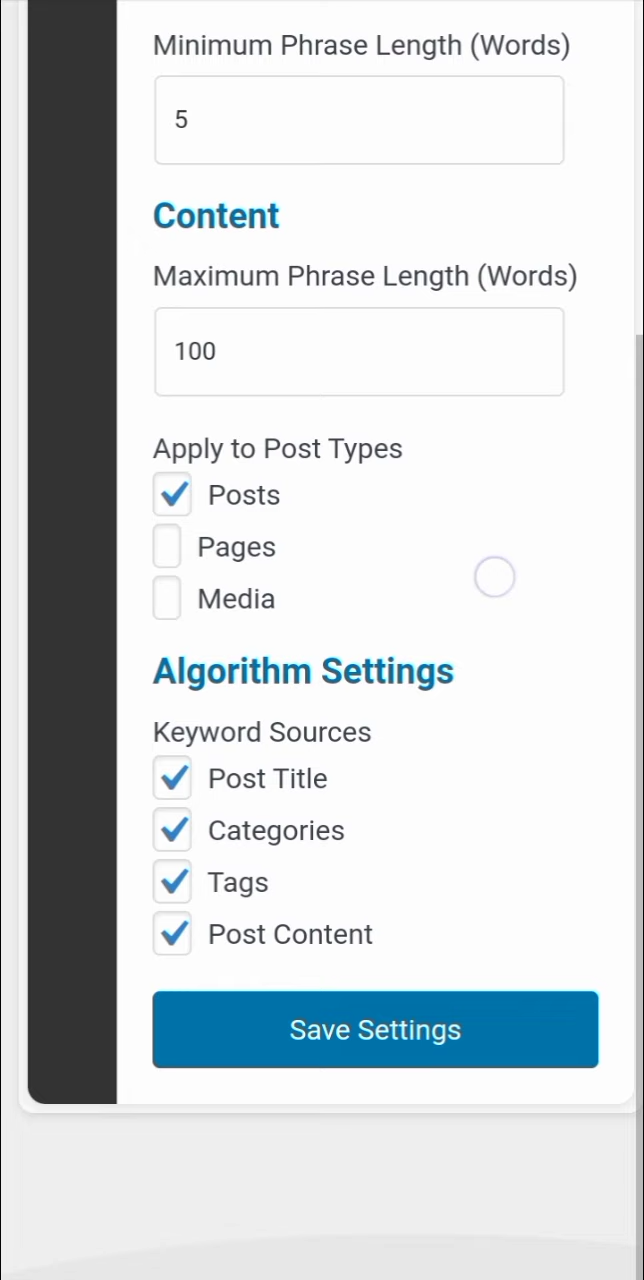 Minimum Phrase Length (Words)
5
Content
Maximum Phrase Length (Words)
100
Apply to Post Types
Posts
Pages
Media
Algorithm Settings
Keyword Sources
Post Title
Categories
Tags
Post Content
Save Settings